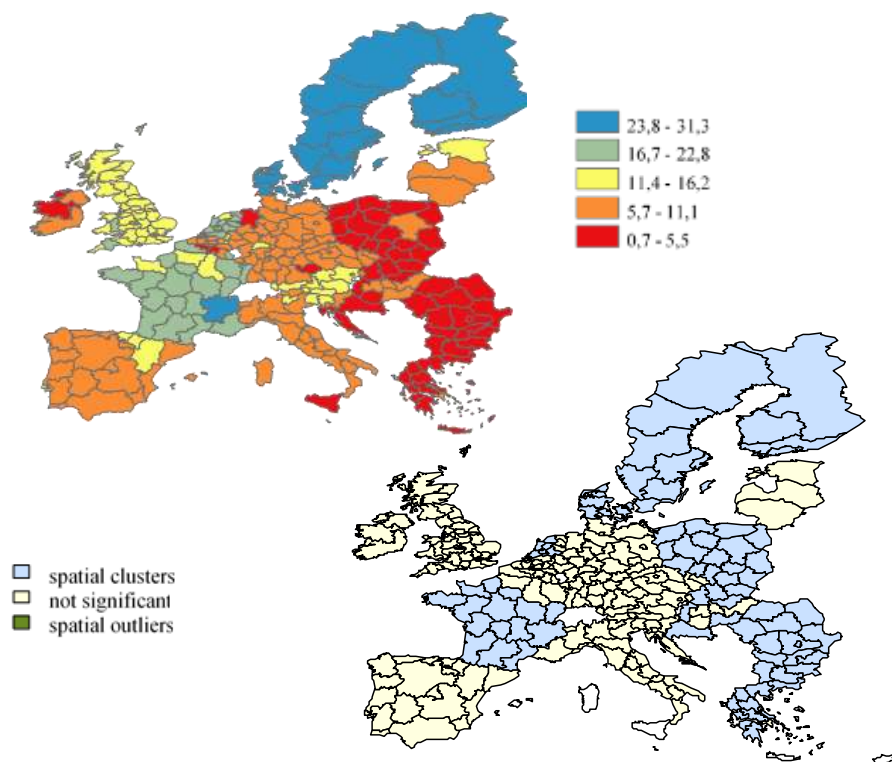 23,8 - 31,3
16,7 - 22,8
11,4 - 16,2
5,7 - 11,1
0,7 - 5,5
spatial clusters
not significant
spatial outliers